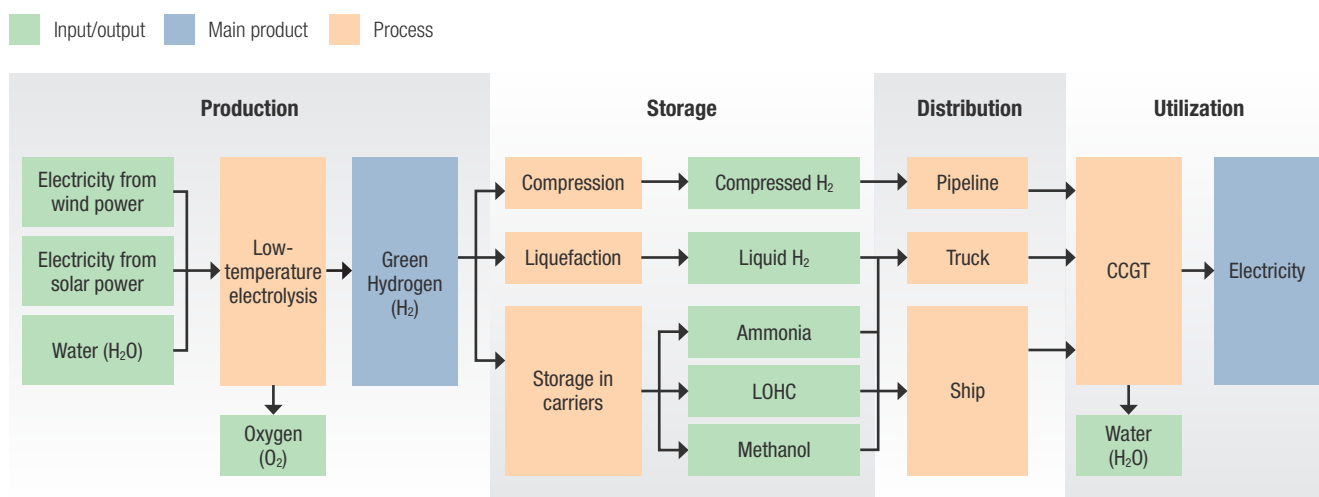 Input/output
Main product
Process
Production
Storage
Distribution
Utilization
Electricity from
wind power
Electricity from
solar power
Water (H₂O)
Low-
temperature
electrolysis
Oxygen
(O₂)
Green
Hydrogen
(H₂)
Compression
Liquefaction
Storage in
carriers
Compressed H₂
Liquid H₂
Ammonia
LOHC
Methanol
Pipeline
Truck
Ship
CCGT
Water
(H₂O)
Electricity